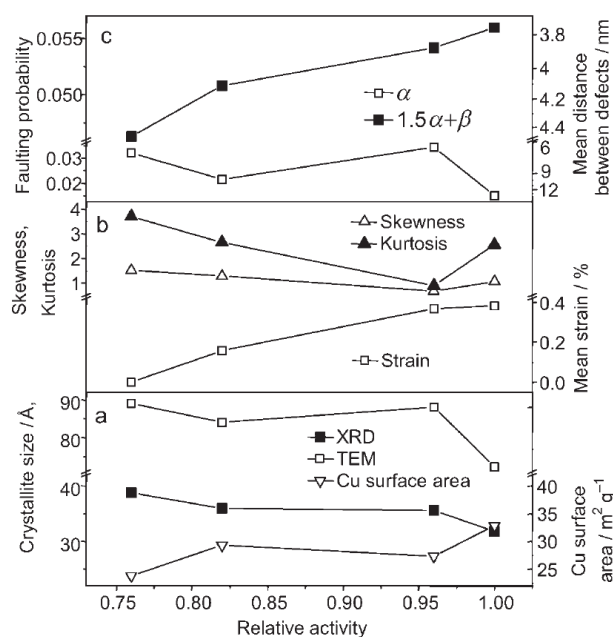 c
0.055
0.050
0.03
0.02
Faulting probability
α
1.5α+β
3.8
4
4.2
4.4
6
9
12
Mean distance
between defects / nm
b
4
3
2
1
Skewness,
Kurtosis
Skewness
Kurtosis
Strain
0.4
0.2
0.0
Mean strain / %
a
90
80
40
30
Crystallite size / Å,
XRD
TEM
Cu surface area
40
35
30
25
Cu surface
area / m² g⁻¹
0.75 0.80 0.85 0.90 0.95 1.00
Relative activity